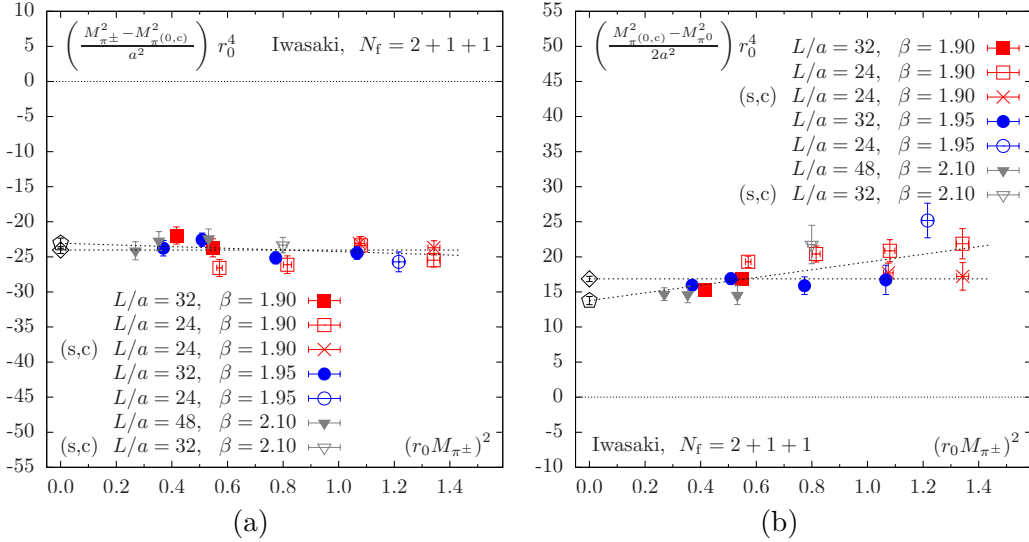 (M²_{π±} − M²_{π(0,c)} / a²) r₀⁴ Iwasaki, N_f = 2 + 1 + 1
10
5
0
-5
-10
-15
-20
-25
-30
-35
-40
-45
-50
-55
L/a = 32, β = 1.90
L/a = 24, β = 1.90
(s,c) L/a = 24, β = 1.90
L/a = 32, β = 1.95
L/a = 24, β = 1.95
L/a = 48, β = 2.10
(s,c) L/a = 32, β = 2.10
(r₀M_{π±})²
0.0 0.2 0.4 0.6 0.8 1.0 1.2 1.4
(a)
(M²_{π(0,c)} − M²_{π⁰} / 2a²) r₀⁴
L/a = 32, β = 1.90
L/a = 24, β = 1.90
(s,c) L/a = 24, β = 1.90
L/a = 32, β = 1.95
L/a = 24, β = 1.95
L/a = 48, β = 2.10
(s,c) L/a = 32, β = 2.10
55
50
45
40
35
30
25
20
15
10
5
0
-5
-10
Iwasaki, N_f = 2 + 1 + 1 (r₀M_{π±})²
0.0 0.2 0.4 0.6 0.8 1.0 1.2 1.4
(b)